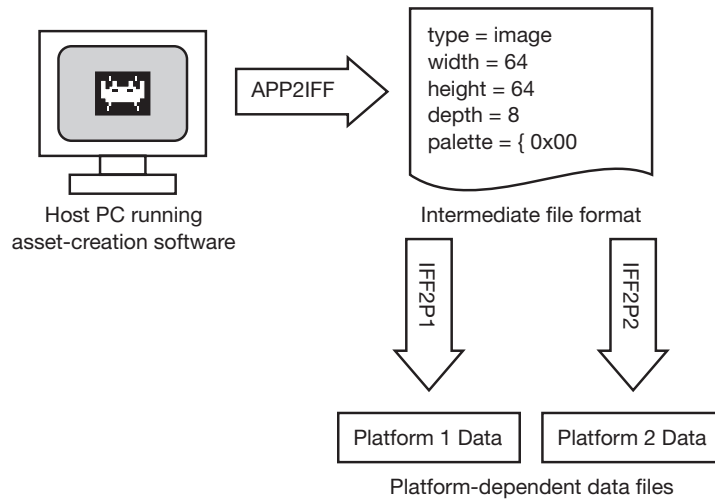 APP2IFF
type = image
width = 64
height = 64
depth = 8
palette = { 0x00
Host PC running
asset-creation software
Intermediate file format
IFF2P1
IFF2P2
Platform 1 Data
Platform 2 Data
Platform-dependent data files